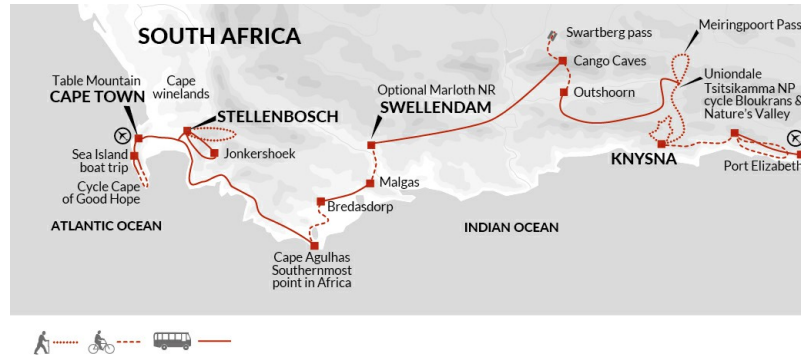 SOUTH AFRICA
Swartberg pass
Meiringpoort Pass
Table Mountain
CAPE TOWN
Cape
winelands
Cango Caves
Uniondale
Tsitsikamma NP
cycle Bloukrans &
Nature's Valley
Optional Marloth NR
SWELLENDAM
Outshoorn
STELLENBOSCH
Sea Island
boat trip
Jonkershoek
KNYSNA
Port Elizabeth
Cycle Cape
of Good Hope
Malgas
Bredasdorp
ATLANTIC OCEAN
INDIAN OCEAN
Cape Agulhas
Southernmost
point in Africa